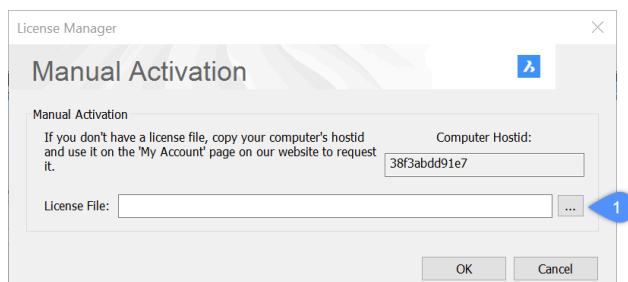 License Manager
Manual Activation
Manual Activation
If you don't have a license file, copy your computer's hostid
and use it on the 'My Account' page on our website to request
it.
Computer Hostid:
38f3abdd91e7
License File:
...
1
OK
Cancel